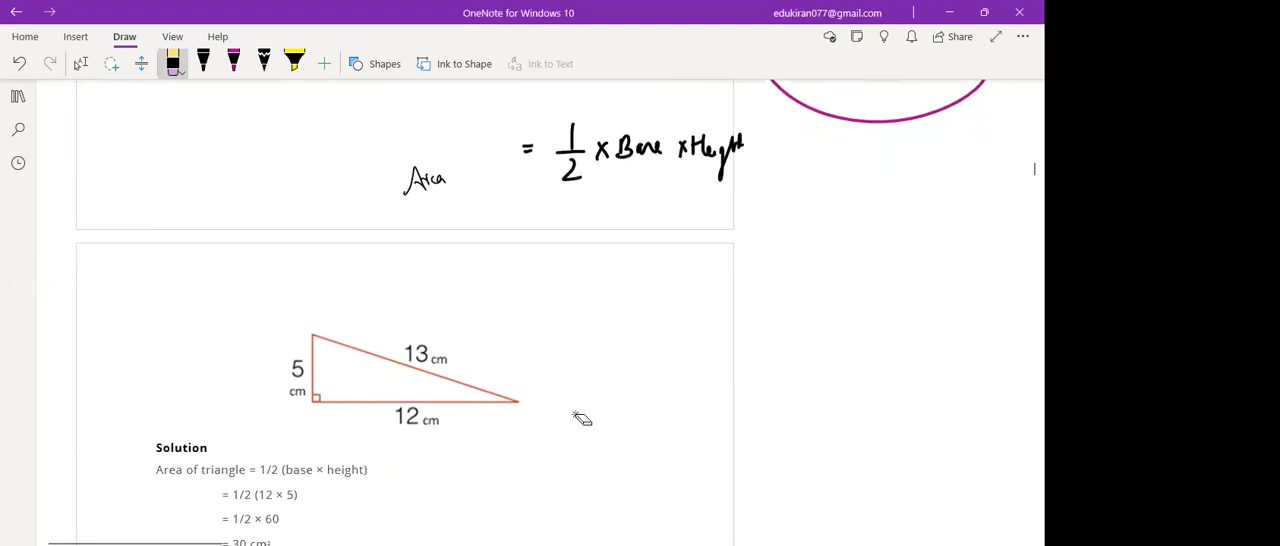 OneNote for Windows 10
edukiran077@gmail.com
Home Insert Draw View Help
Share
Shapes
Ink to Shape
Ink to Text
= 1/2 × Base × Height
Area
13 cm
5
cm
12 cm
Solution
Area of triangle = 1/2 (base × height)
= 1/2 (12 × 5)
= 1/2 × 60
= 30 cm²